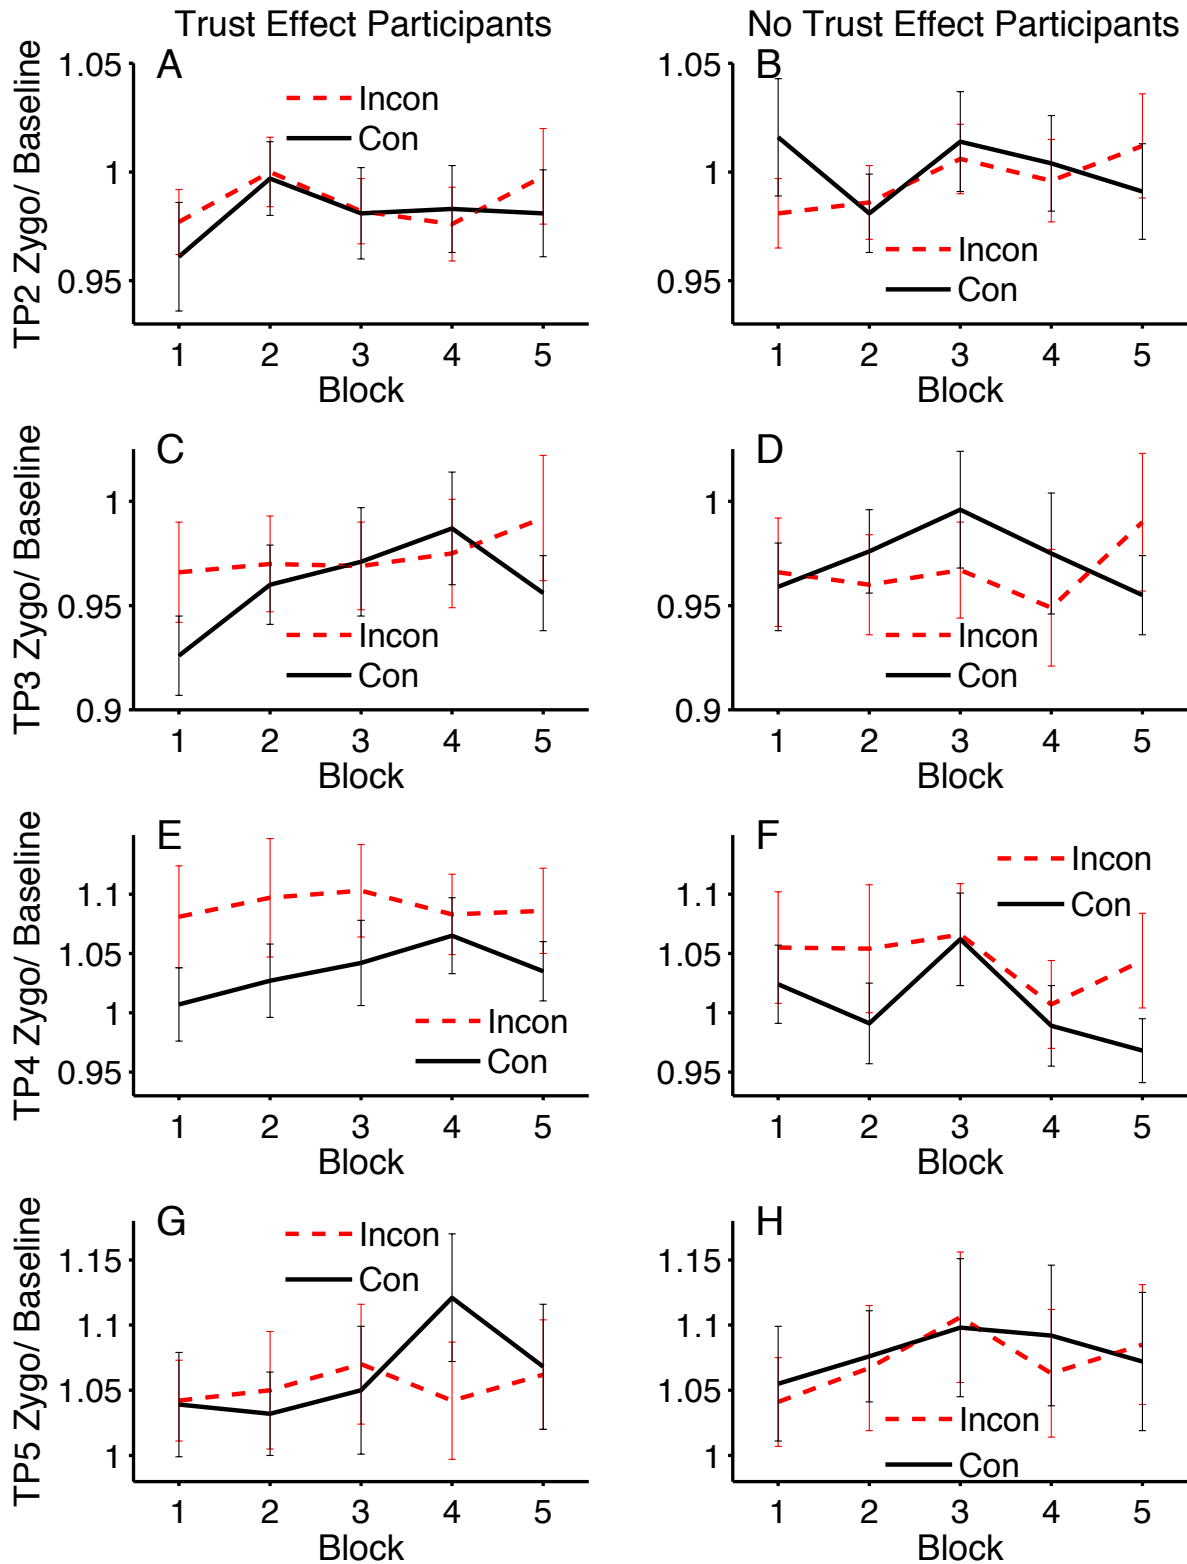 Trust Effect Participants
No Trust Effect Participants
A
TP2 Zygo/ Baseline
1.05
1
0.95
Incon
Con
1 2 3 4 5
Block
B
1.05
1
0.95
Incon
Con
1 2 3 4 5
Block
C
TP3 Zygo/ Baseline
1
0.95
0.9
Incon
Con
1 2 3 4 5
Block
D
1
0.95
0.9
Incon
Con
1 2 3 4 5
Block
E
TP4 Zygo/ Baseline
1.1
1.05
1
0.95
Incon
Con
1 2 3 4 5
Block
F
1.1
1.05
1
0.95
Incon
Con
1 2 3 4 5
Block
G
TP5 Zygo/ Baseline
1.15
1.1
1.05
1
Incon
Con
1 2 3 4 5
Block
H
1.15
1.1
1.05
1
Incon
Con
1 2 3 4 5
Block